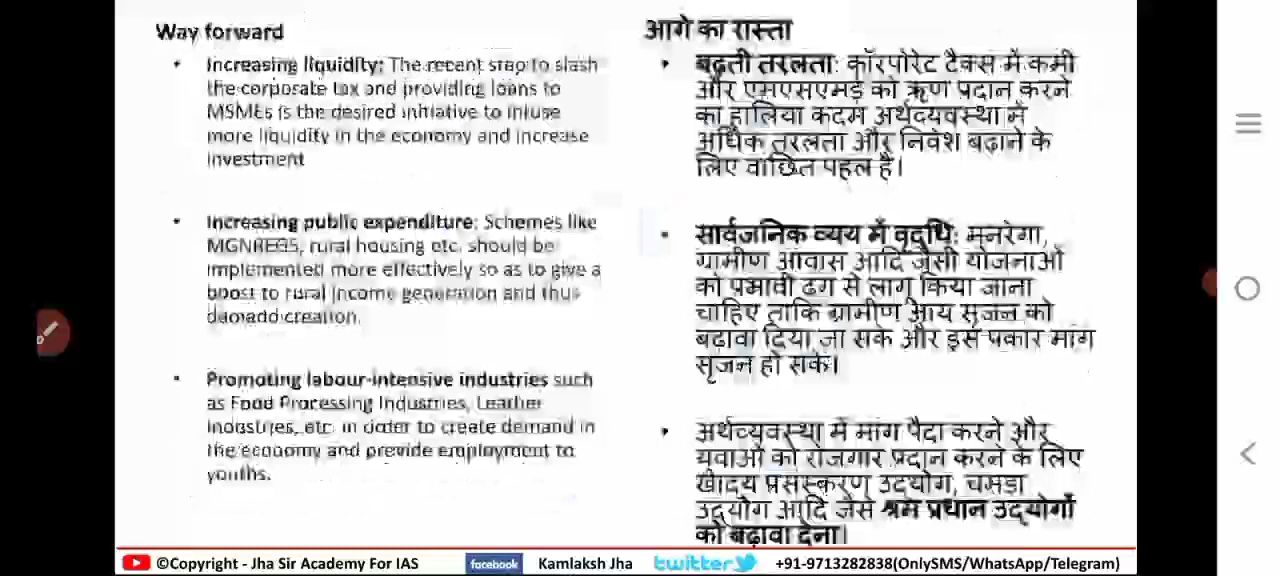 Way forward
• Increasing liquidity: The recent step to slash
the corporate tax and providing loans to
MSMEs is the desired initiative to infuse
more liquidity in the economy and increase
investment
• Increasing public expenditure: Schemes like
MGNREGS, rural housing etc. should be
implemented more effectively so as to give a
boost to rural income generation and thus
demand creation.
• Promoting labour-intensive industries such
as Food Processing Industries, Leather
Industries, etc. in order to create demand in
the economy and provide employment to
youths.
आगे का रास्ता
• बढ़ती तरलता: कॉरपोरेट टैक्स में कमी
और एमएसएमई को ऋण प्रदान करने
का हालिया कदम अर्थव्यवस्था में
अधिक तरलता और निवेश बढ़ाने के
लिए वांछित पहल है।
• सार्वजनिक व्यय में वृद्धि: मनरेगा,
ग्रामीण आवास आदि जैसी योजनाओं
को प्रभावी ढंग से लागू किया जाना
चाहिए ताकि ग्रामीण आय सृजन को
बढ़ावा दिया जा सके और इस प्रकार मांग
सृजन हो सके।
• अर्थव्यवस्था में मांग पैदा करने और
युवाओं को रोजगार प्रदान करने के लिए
खाद्य प्रसंस्करण उद्योग, चमड़ा
उद्योग आदि जैसे श्रम प्रधान उद्योगों
को बढ़ावा देना।
©Copyright - Jha Sir Academy For IAS facebook Kamlaksh Jha twitter +91-9713282838(OnlySMS/WhatsApp/Telegram)